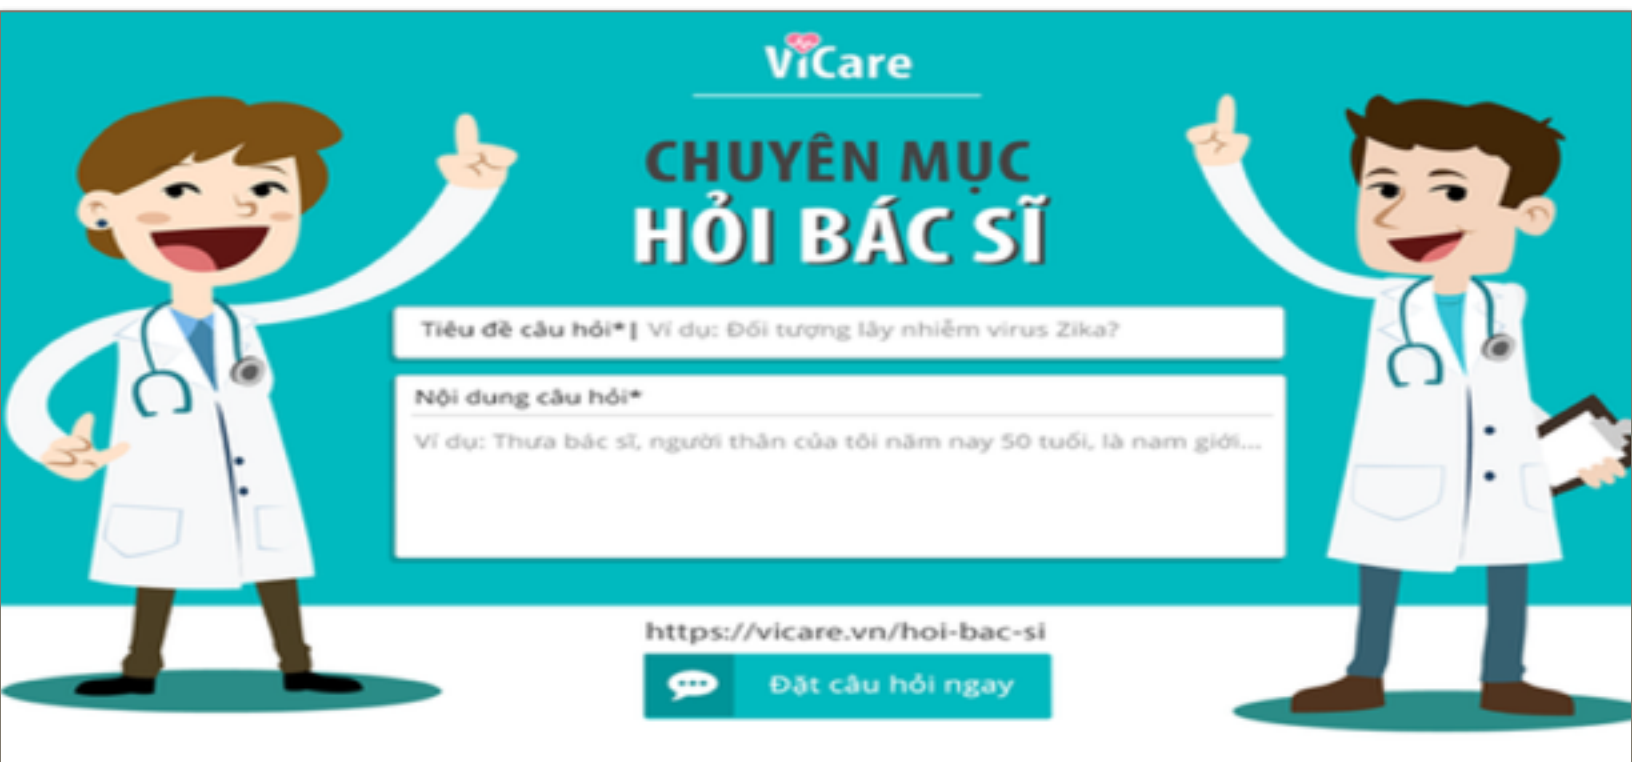 ViCare
CHUYÊN MỤC
HỎI BÁC SĨ
Tiêu đề câu hỏi*| Ví dụ: Đối tượng lây nhiễm virus Zika?
Nội dung câu hỏi*
Ví dụ: Thưa bác sĩ, người thân của tôi năm nay 50 tuổi, là nam giới...
https://vicare.vn/hoi-bac-si
Đặt câu hỏi ngay